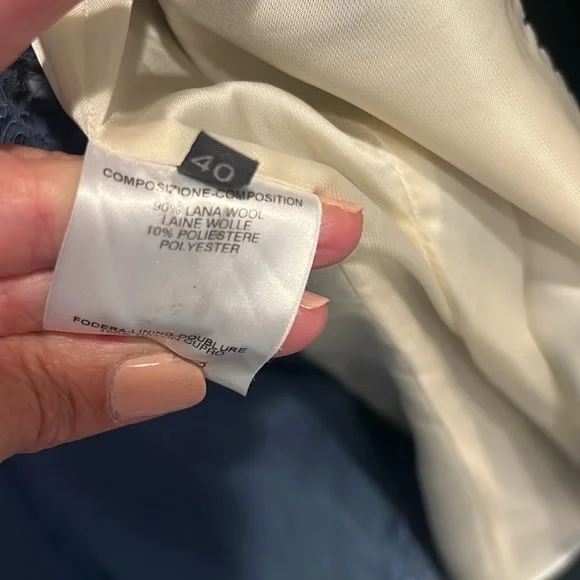 40
COMPOSIZIONE-COMPOSITION
90% LANA WOOL
LAINE WOLLE
10% POLIESTERE
POLYESTER
FODERA-LINING-DOUBLURE